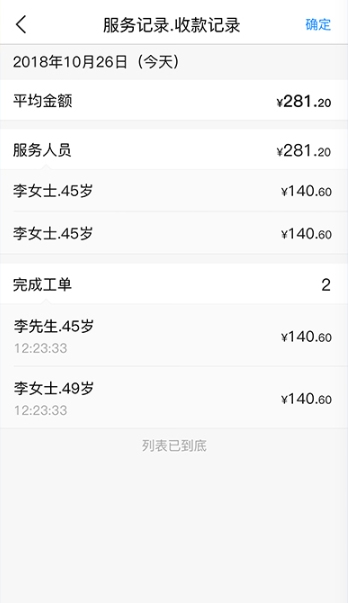 服务记录.收款记录 确定
2018年10月26日（今天）
平均金额 ¥281.20
服务人员 ¥281.20
李女士.45岁 ¥140.60
李女士.45岁 ¥140.60
完成工单 2
李先生.45岁 ¥140.60
12:23:33
李女士.49岁 ¥140.60
12:23:33
列表已到底